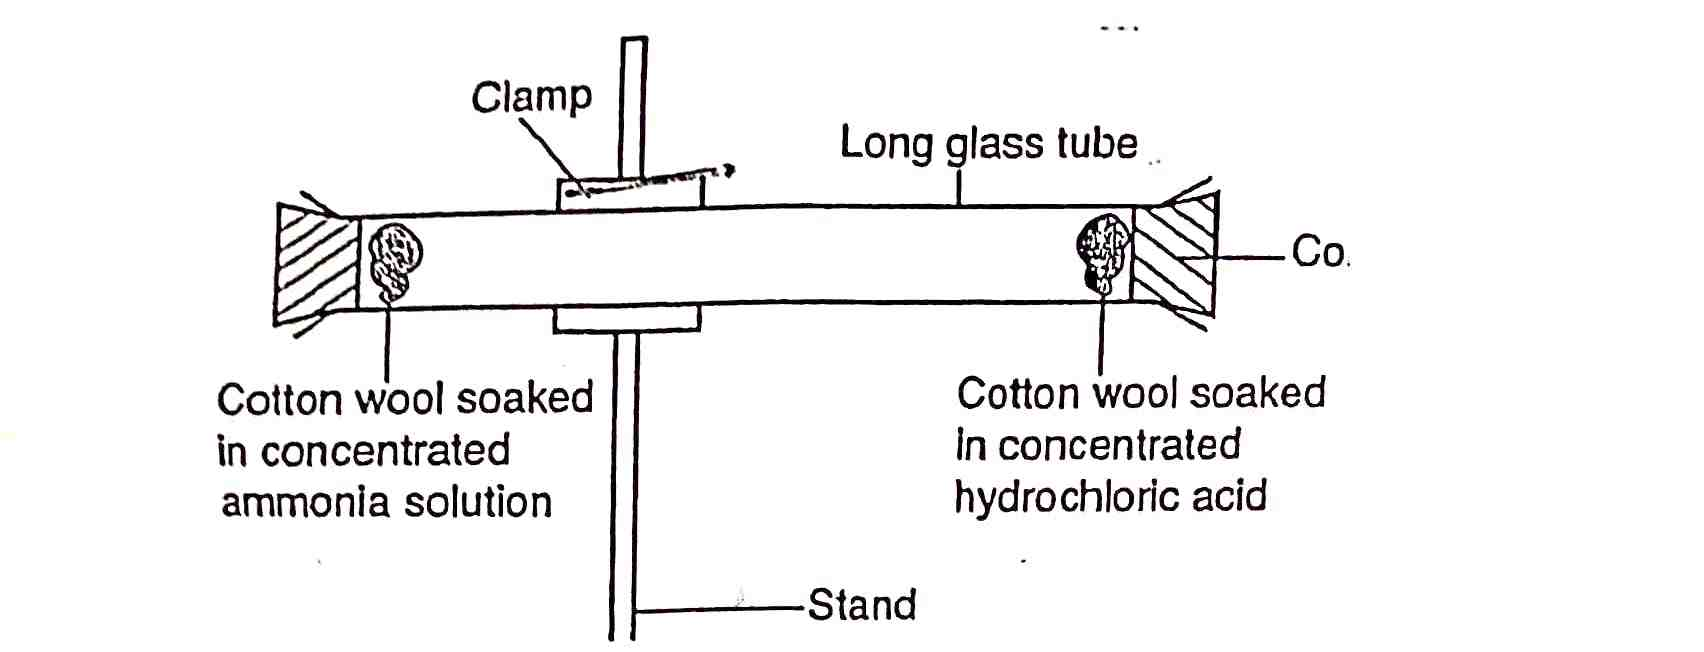 Clamp
Long glass tube
Co
Cotton wool soaked
in concentrated
ammonia solution
Cotton wool soaked
in concentrated
hydrochloric acid
Stand